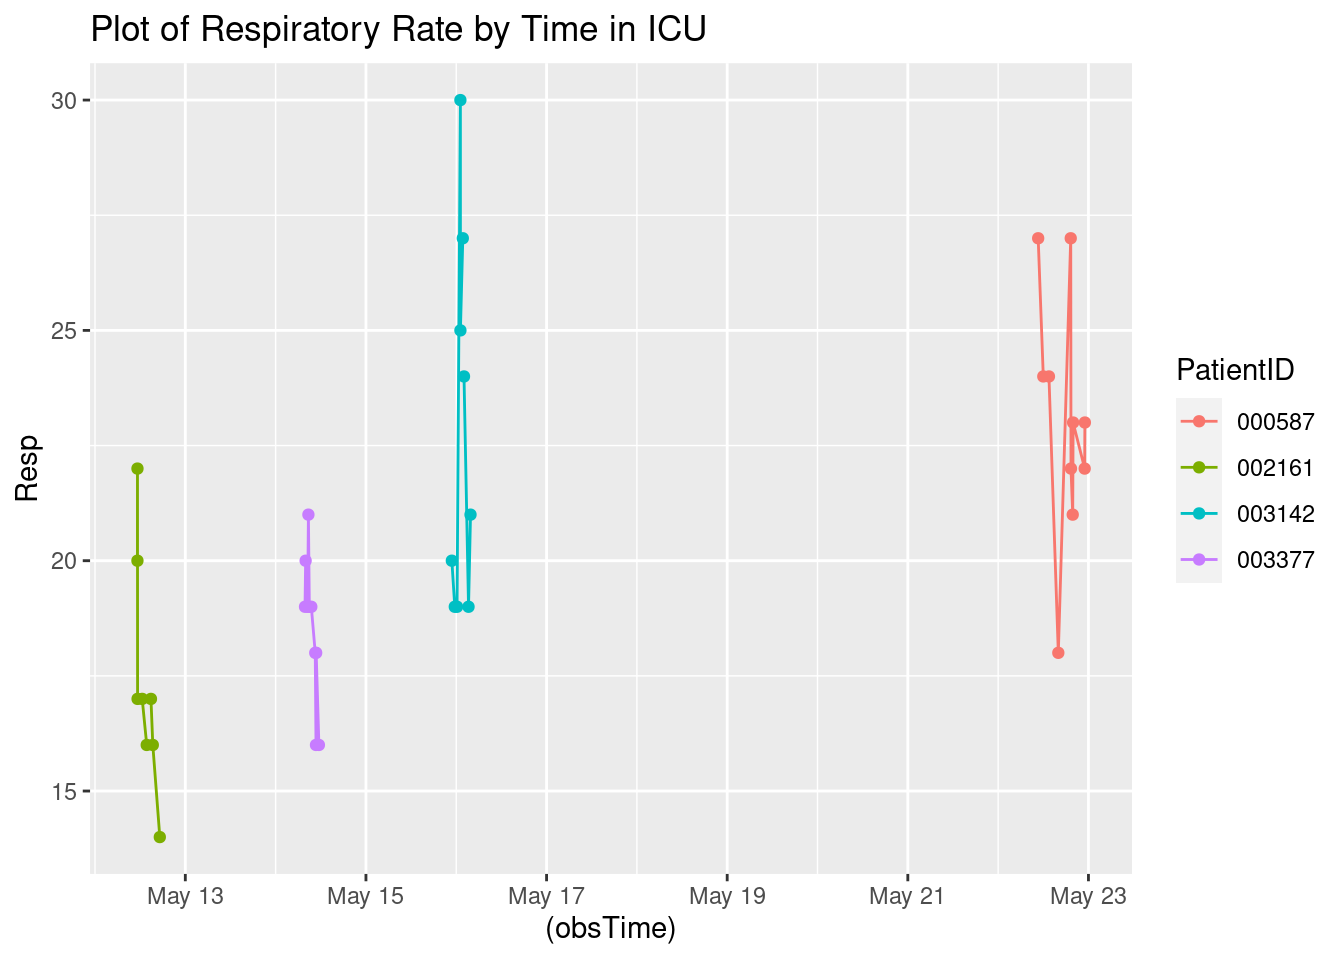 Plot of Respiratory Rate by Time in ICU
30
25
20
15
Resp
May 13
May 15
May 17
May 19
May 21
May 23
(obsTime)
PatientID
000587
002161
003142
003377